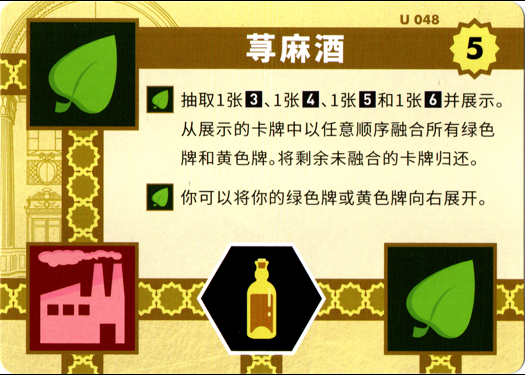 U 048
荨麻酒
5
抽取1张3、1张4、1张5和1张6并展示。
从展示的卡牌中以任意顺序融合所有绿色
牌和黄色牌。将剩余未融合的卡牌归还。
你可以将你的绿色牌或黄色牌向右展开。